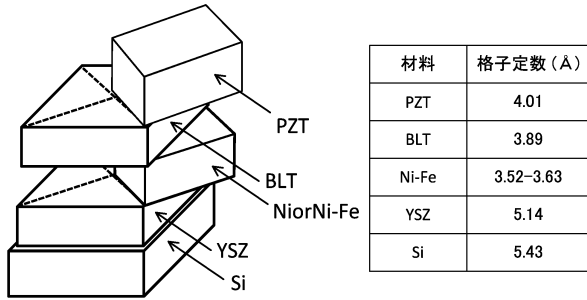 PZT
BLT
NiorNi-Fe
YSZ
Si
材料 格子定数(Å)
PZT 4.01
BLT 3.89
Ni-Fe 3.52-3.63
YSZ 5.14
Si 5.43